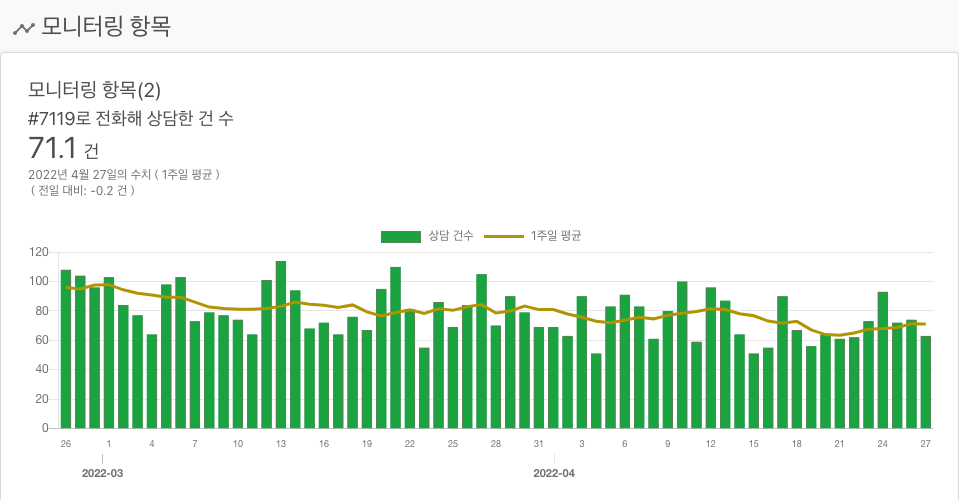 모니터링 항목
모니터링 항목(2)
#7119로 전화해 상담한 건 수
71.1 건
2022년 4월 27일의 수치 ( 1주일 평균 )
( 전일 대비: -0.2 건 )
상담 건수 1주일 평균
120
100
80
60
40
20
0
26 1 4 7 10 13 16 19 22 25 28 31 3 6 9 12 15 18 21 24 27
2022-03 2022-04